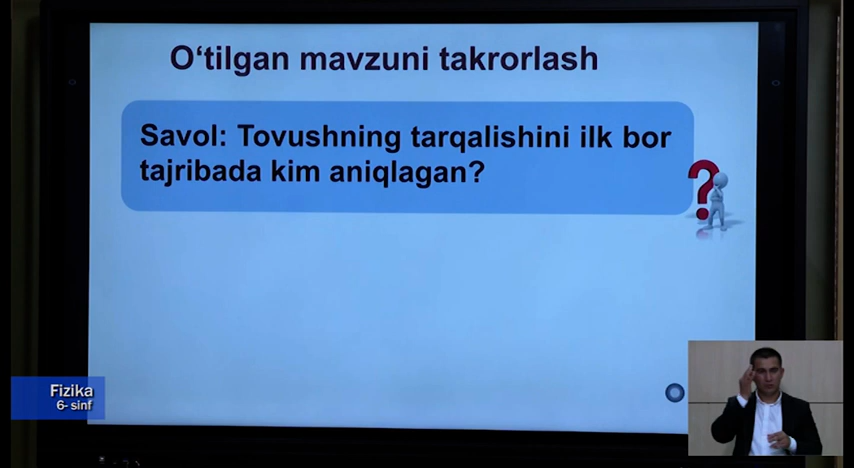 O‘tilgan mavzuni takrorlash
Savol: Tovushning tarqalishini ilk bor
tajribada kim aniqlagan?
Fizika
6- sinf